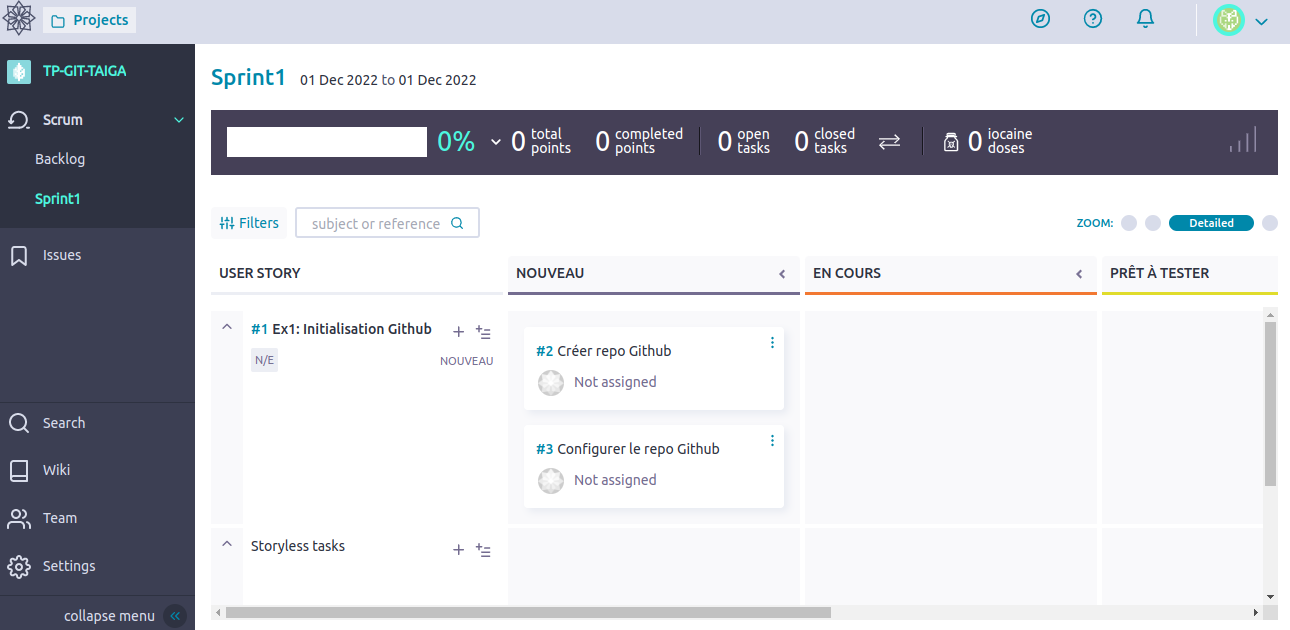 Projects
TP-GIT-TAIGA
Scrum
Backlog
Sprint1
Issues
Search
Wiki
Team
Settings
collapse menu
Sprint1 01 Dec 2022 to 01 Dec 2022
0% 0 total points 0 completed points 0 open tasks 0 closed tasks 0 iocaine doses
Filters subject or reference ZOOM: Detailed
USER STORY NOUVEAU EN COURS PRÊT À TESTER
#1 Ex1: Initialisation Github
N/E NOUVEAU
#2 Créer repo Github
Not assigned
#3 Configurer le repo Github
Not assigned
Storyless tasks